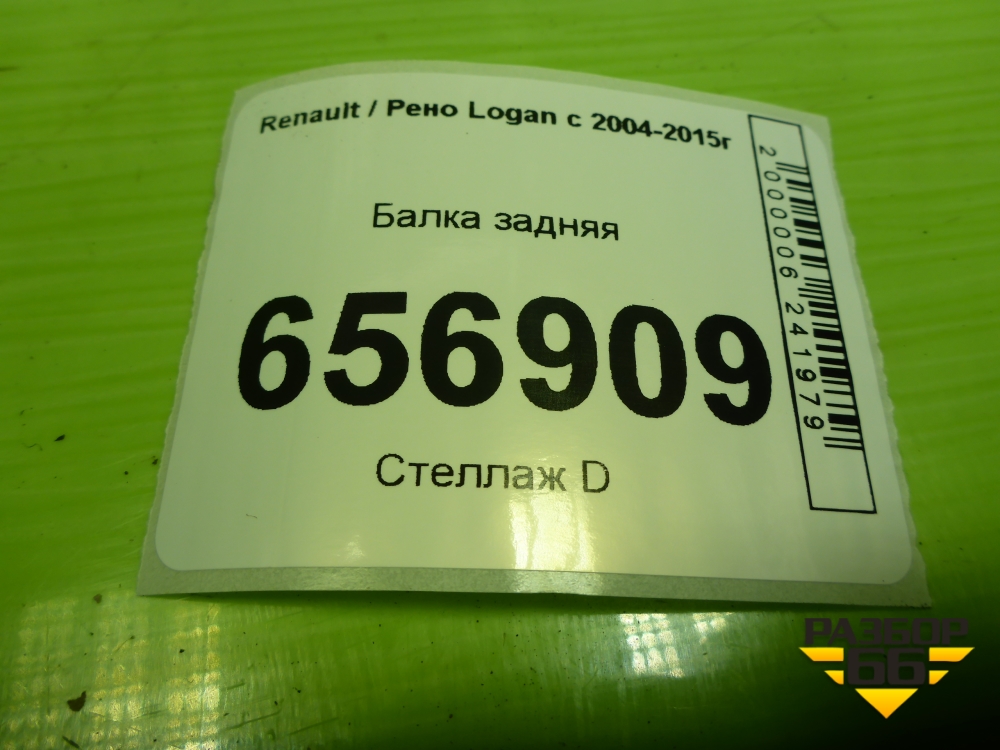 Renault / Рено Logan с 2004-2015г
Балка задняя
656909
Стеллаж D
2000006241979
РАЗБОР
66